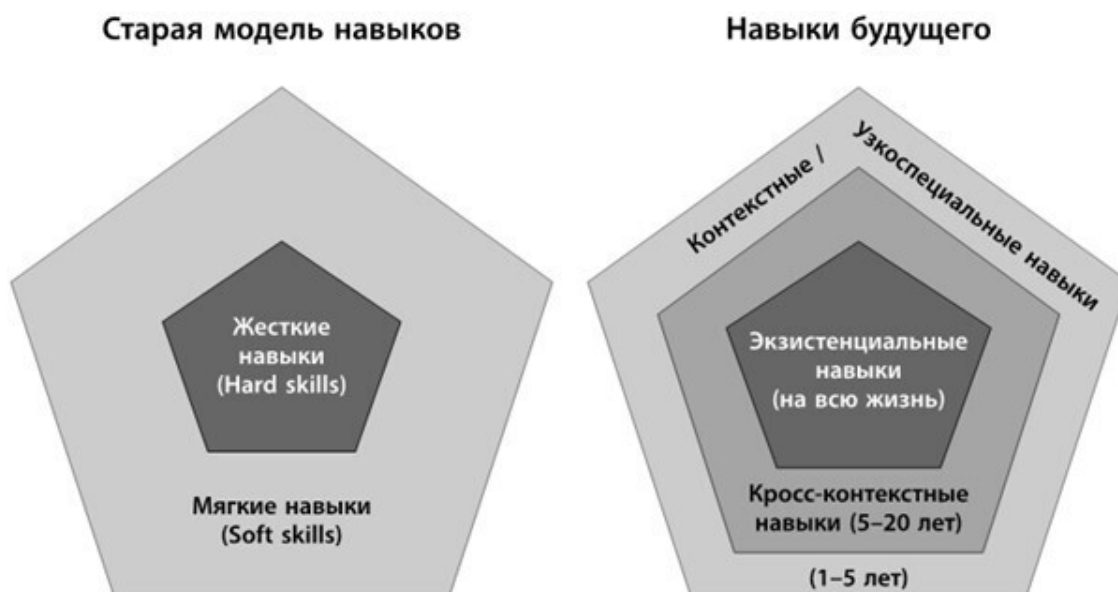 Старая модель навыков
Жесткие
навыки
(Hard skills)
Мягкие навыки
(Soft skills)
Навыки будущего
Контекстные /
Узкоспециальные навыки
Экзистенциальные
навыки
(на всю жизнь)
Кросс-контекстные
навыки (5–20 лет)
(1–5 лет)